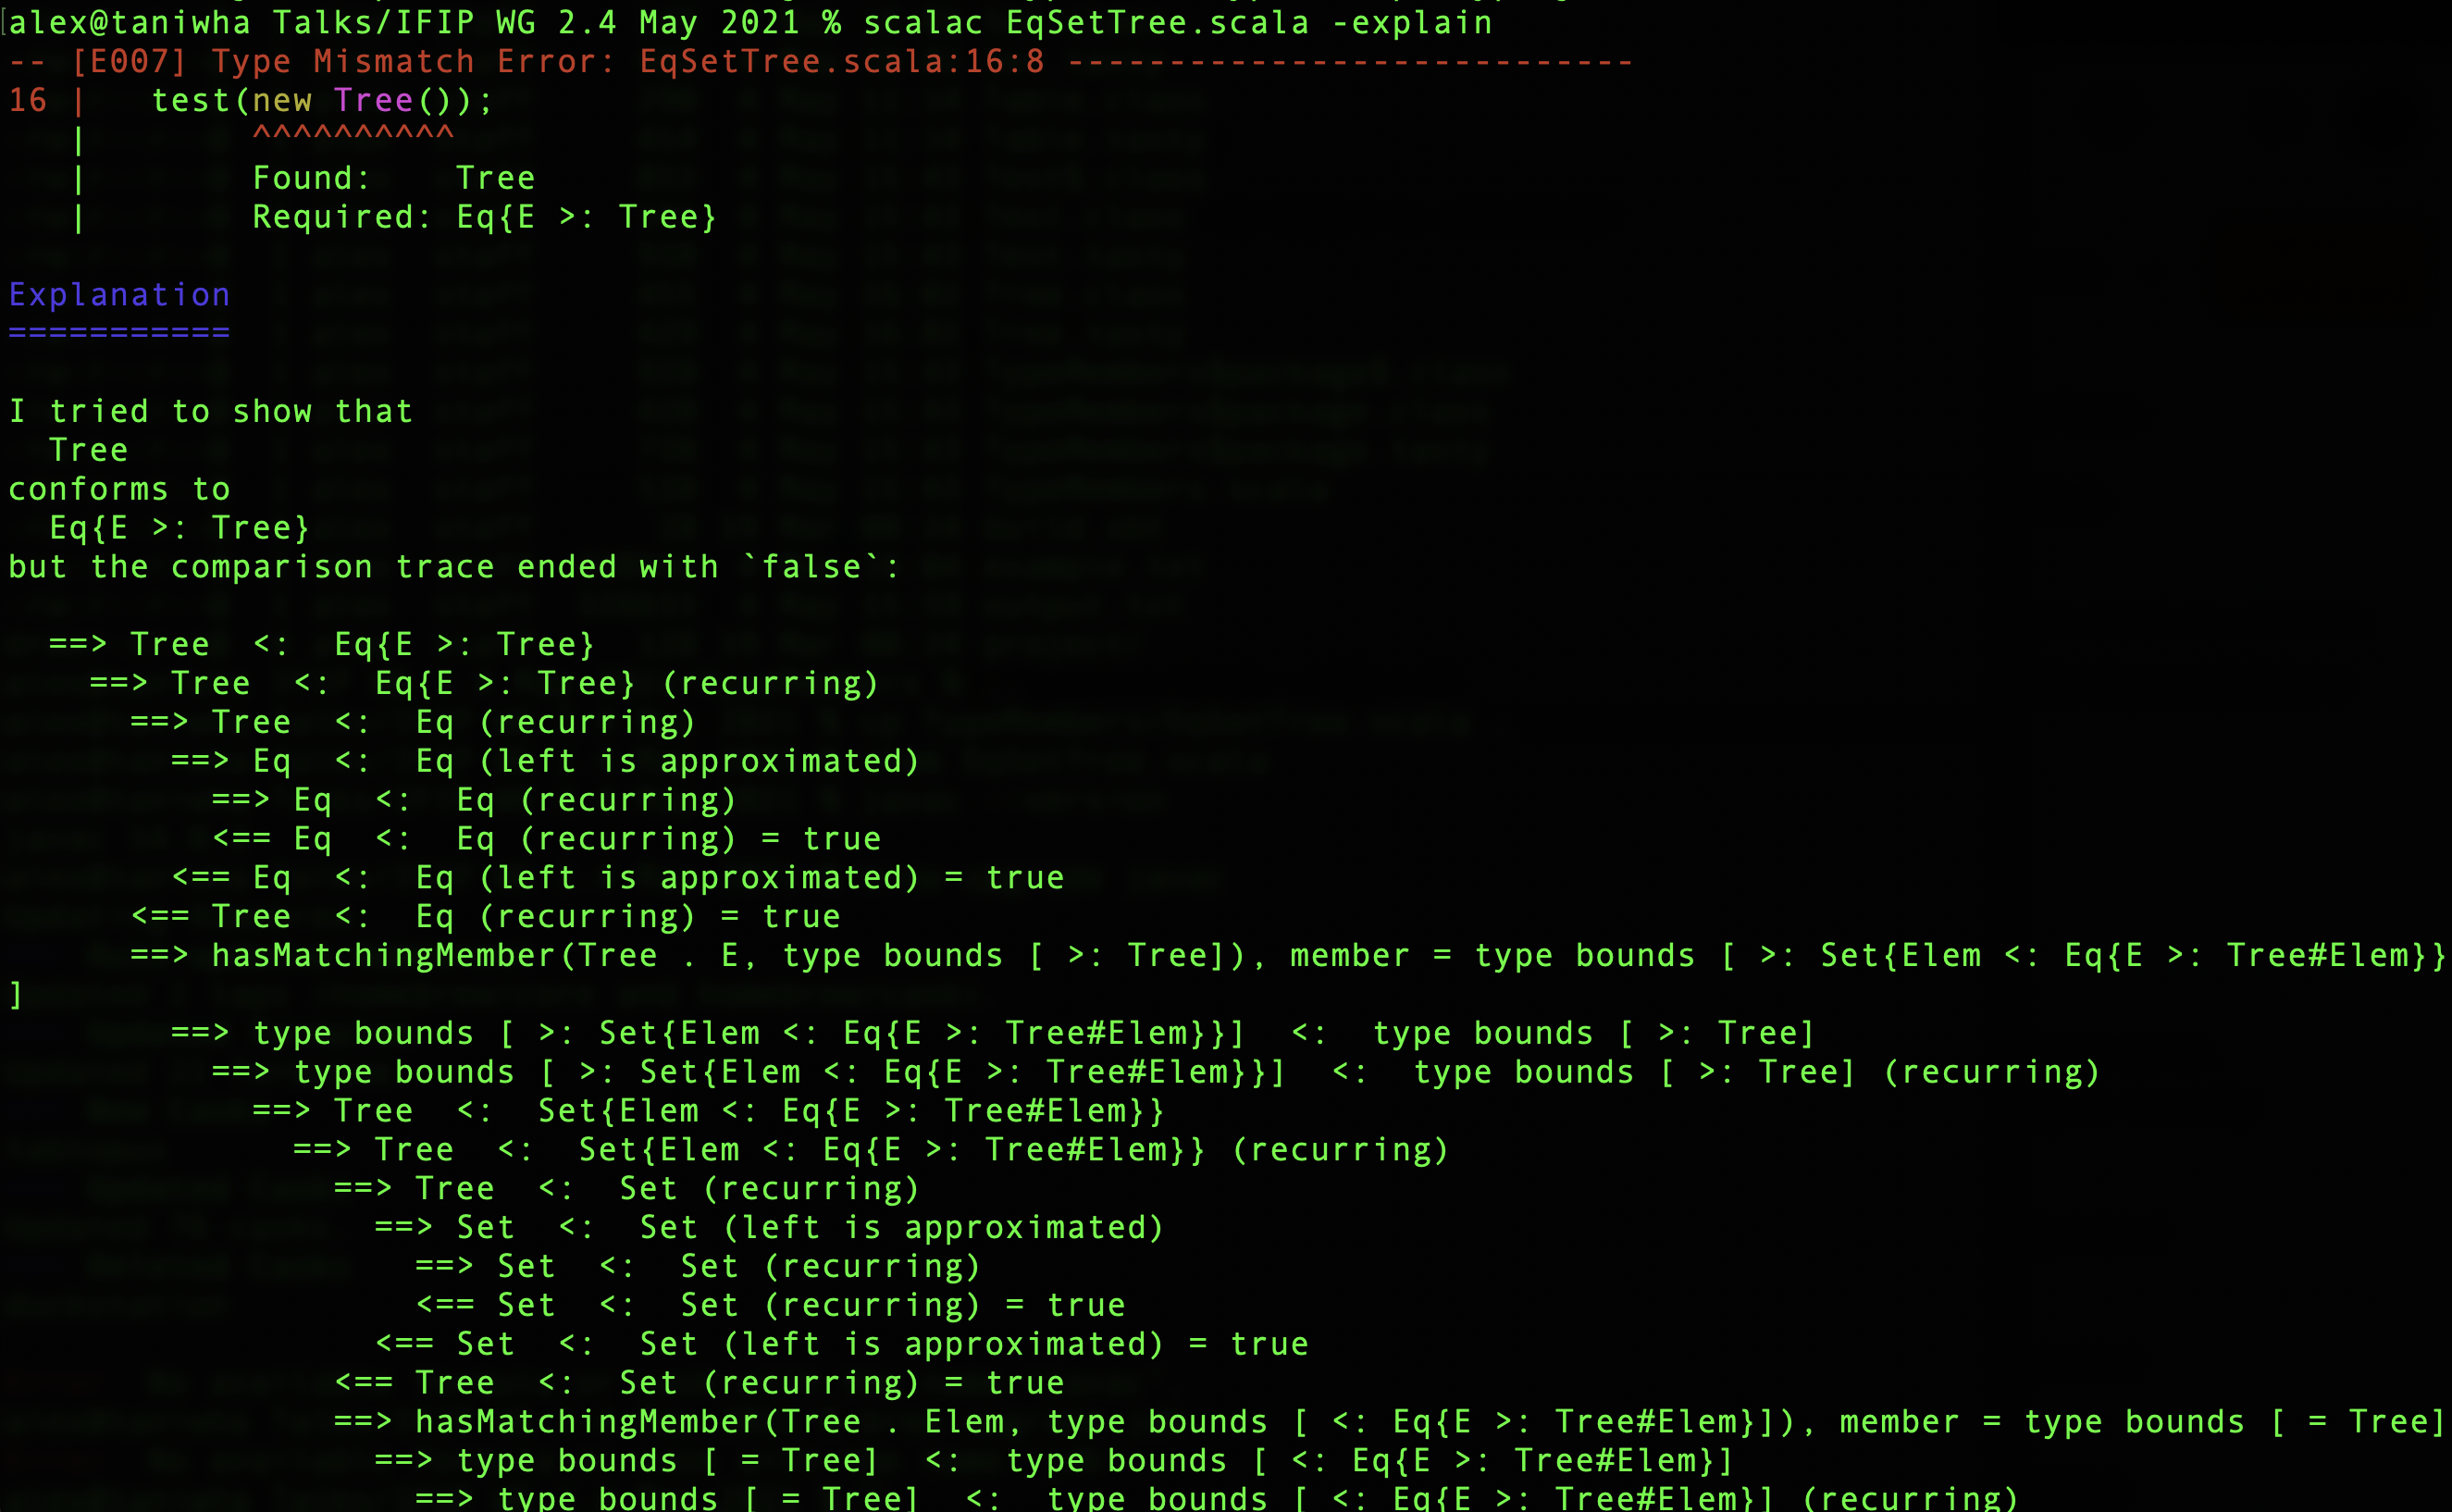 alex@taniwha Talks/IFIP WG 2.4 May 2021 % scalac EqSetTree.scala -explain
-- [E007] Type Mismatch Error: EqSetTree.scala:16:8 ----------------------------
16 |   test(new Tree());
   |        ^^^^^^^^^^
   |        Found:    Tree
   |        Required: Eq{E >: Tree}
Explanation
===========
I tried to show that
  Tree
conforms to
  Eq{E >: Tree}
but the comparison trace ended with `false`:
  ==> Tree  <:  Eq{E >: Tree}
    ==> Tree  <:  Eq{E >: Tree} (recurring)
      ==> Tree  <:  Eq (recurring)
        ==> Eq  <:  Eq (left is approximated)
          ==> Eq  <:  Eq (recurring)
          <== Eq  <:  Eq (recurring) = true
        <== Eq  <:  Eq (left is approximated) = true
      <== Tree  <:  Eq (recurring) = true
      ==> hasMatchingMember(Tree . E, type bounds [ >: Tree]), member = type bounds [ >: Set{Elem <: Eq{E >: Tree#Elem}}
]
        ==> type bounds [ >: Set{Elem <: Eq{E >: Tree#Elem}}]  <:  type bounds [ >: Tree]
          ==> type bounds [ >: Set{Elem <: Eq{E >: Tree#Elem}}]  <:  type bounds [ >: Tree] (recurring)
            ==> Tree  <:  Set{Elem <: Eq{E >: Tree#Elem}}
              ==> Tree  <:  Set{Elem <: Eq{E >: Tree#Elem}} (recurring)
                ==> Tree  <:  Set (recurring)
                  ==> Set  <:  Set (left is approximated)
                    ==> Set  <:  Set (recurring)
                    <== Set  <:  Set (recurring) = true
                  <== Set  <:  Set (left is approximated) = true
                <== Tree  <:  Set (recurring) = true
                ==> hasMatchingMember(Tree . Elem, type bounds [ <: Eq{E >: Tree#Elem}]), member = type bounds [ = Tree]
                  ==> type bounds [ = Tree]  <:  type bounds [ <: Eq{E >: Tree#Elem}]
                    ==> type bounds [ = Tree]  <:  type bounds [ <: Eq{E >: Tree#Elem}] (recurring)